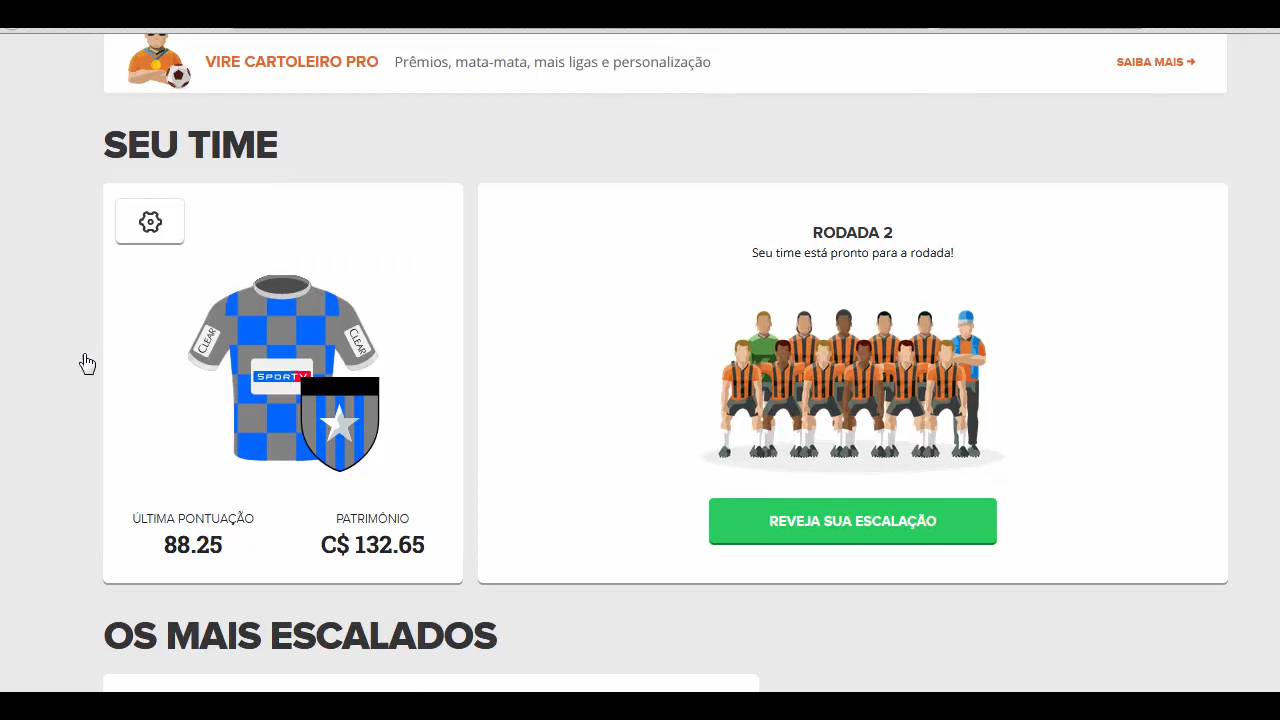 VIRE CARTOLEIRO PRO Prêmios, mata-mata, mais ligas e personalização SAIBA MAIS →
SEU TIME
RODADA 2
Seu time está pronto para a rodada!
CLEAR CLEAR
SPORTV
ÚLTIMA PONTUAÇÃO PATRIMÔNIO
88.25 C$ 132.65
REVEJA SUA ESCALAÇÃO
OS MAIS ESCALADOS